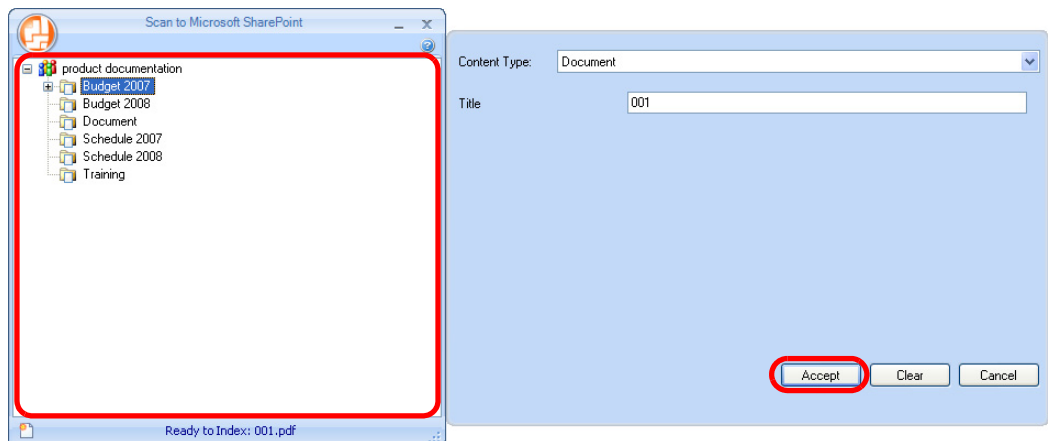 Scan to Microsoft SharePoint
product documentation
Budget 2007
Budget 2008
Document
Schedule 2007
Schedule 2008
Training
Ready to Index: 001.pdf
Content Type: Document
Title 001
Accept Clear Cancel